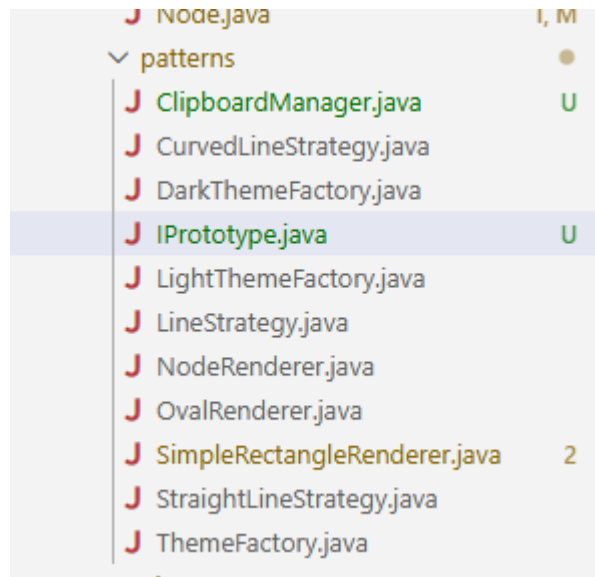 J Node.java 1, M
patterns
J ClipboardManager.java U
J CurvedLineStrategy.java
J DarkThemeFactory.java
J IPrototype.java U
J LightThemeFactory.java
J LineStrategy.java
J NodeRenderer.java
J OvalRenderer.java
J SimpleRectangleRenderer.java 2
J StraightLineStrategy.java
J ThemeFactory.java